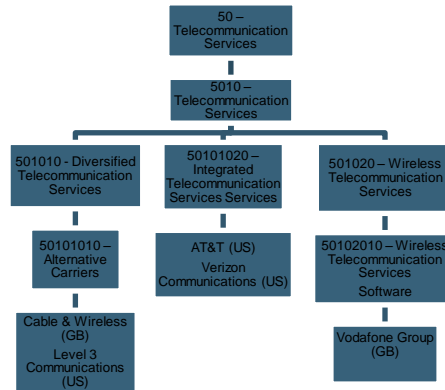 50 –
Telecommunication
Services
5010 –
Telecommunication
Services
501010 - Diversified
Telecommunication
Services
50101020 –
Integrated
Telecommunication
Services Services
501020 – Wireless
Telecommunication
Services
50101010 –
Alternative
Carriers
AT&T (US)
Verizon
Communications (US)
50102010 – Wireless
Telecommunication
Services
Software
Cable & Wireless
(GB)
Level 3
Communications
(US)
Vodafone Group
(GB)